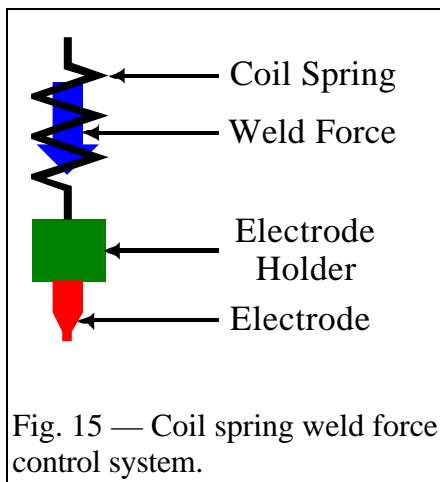 Coil Spring
Weld Force
Electrode
Holder
Electrode
Fig. 15 — Coil spring weld force
control system.